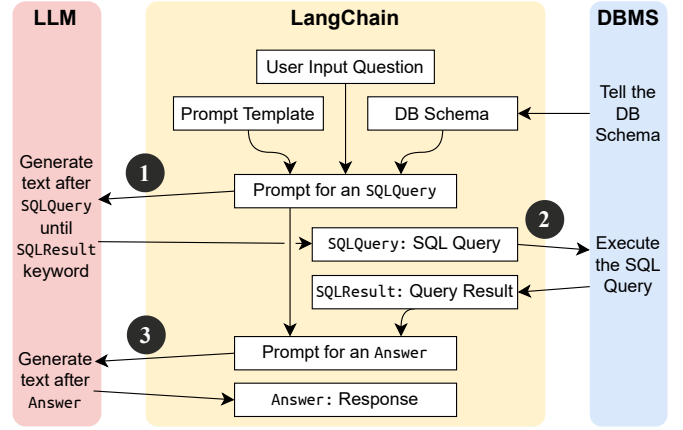 LLM
LangChain
DBMS
User Input Question
Prompt Template
DB Schema
Tell the
DB
Schema
1
Prompt for an SQLQuery
Generate
text after
SQLQuery
until
SQLResult
keyword
2
SQLQuery: SQL Query
Execute
the SQL
Query
SQLResult: Query Result
3
Prompt for an Answer
Generate
text after
Answer
Answer: Response